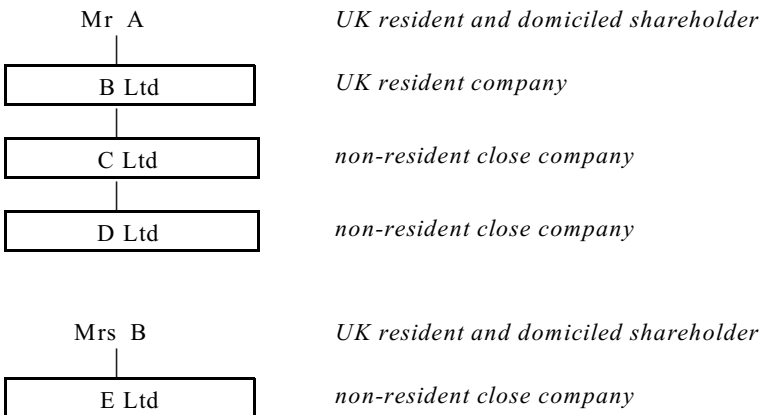 Mr A UK resident and domiciled shareholder
B Ltd UK resident company
C Ltd non-resident close company
D Ltd non-resident close company
Mrs B UK resident and domiciled shareholder
E Ltd non-resident close company